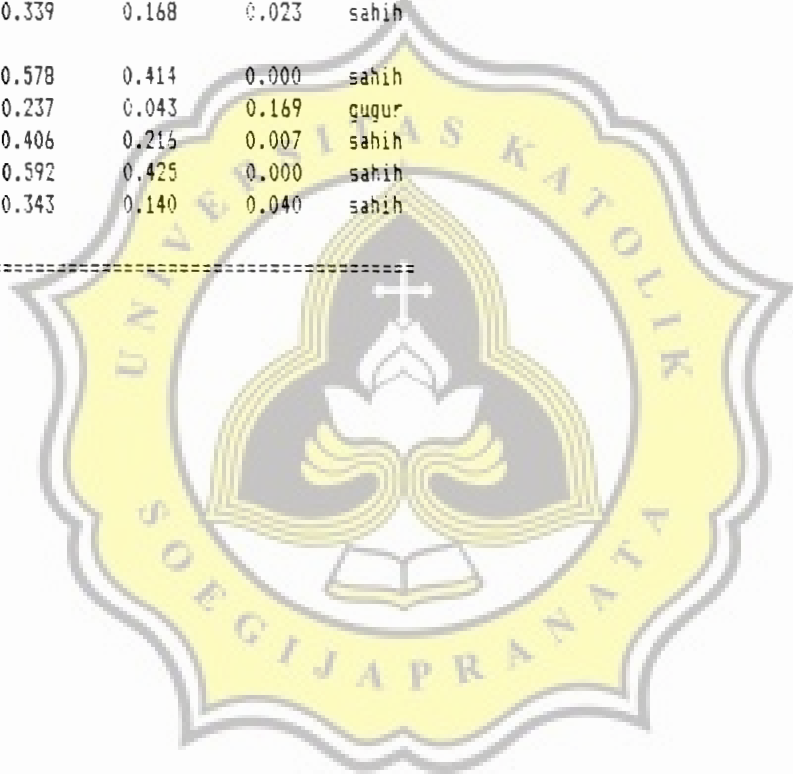 0.339 0.168 0.023 sahih
0.578 0.414 0.000 sahih
0.237 0.043 0.169 gugur
0.406 0.216 0.007 sahih
0.592 0.425 0.000 sahih
0.343 0.140 0.040 sahih
========================================
UNIVERSITAS KATOLIK
SOEGIJAPRANATA